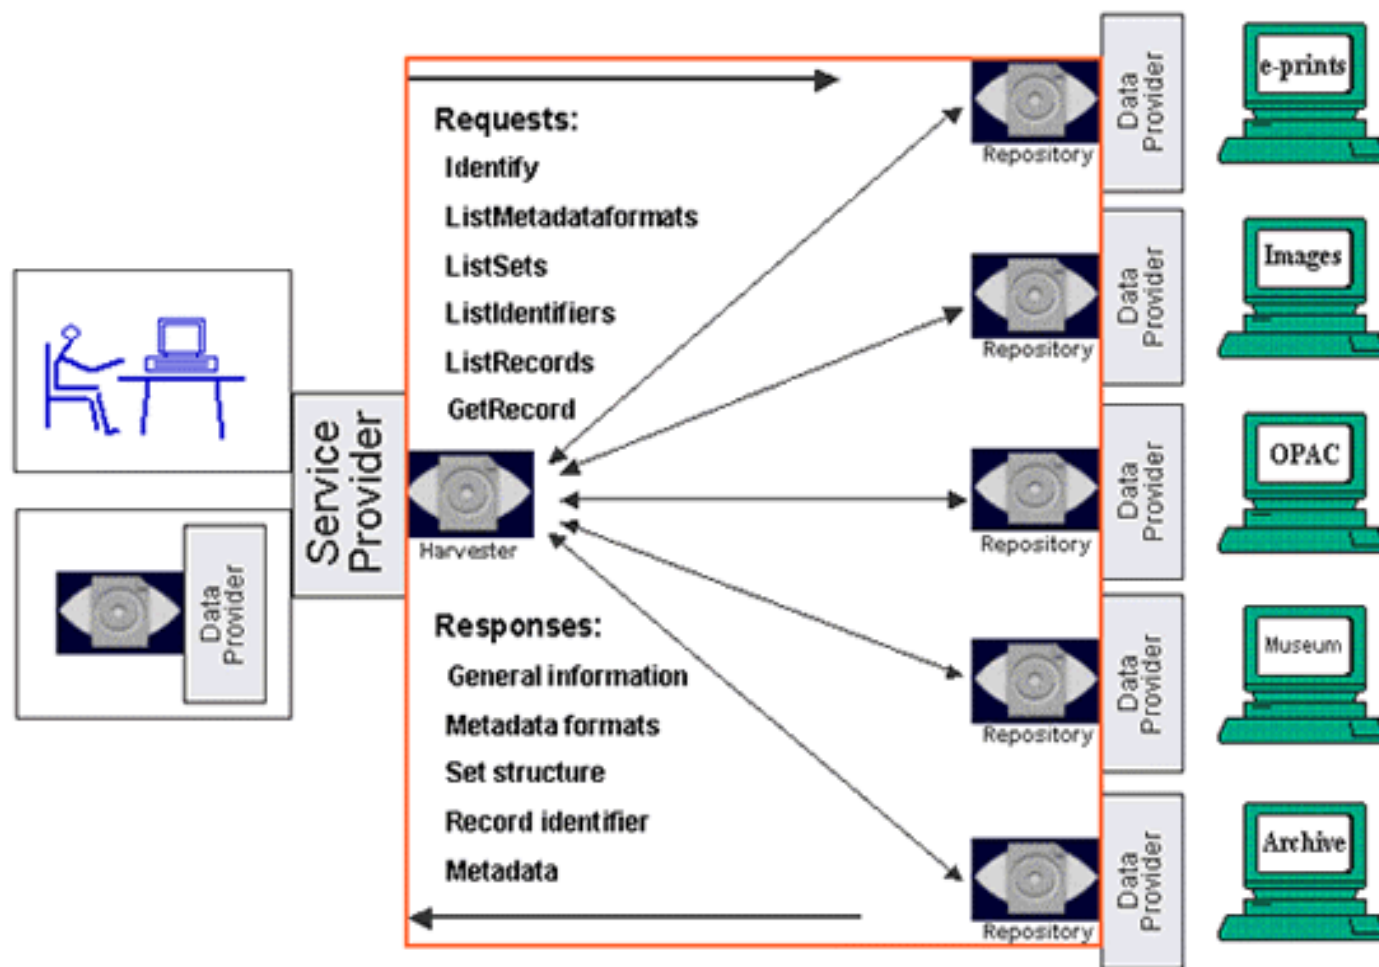 Requests:
Identify
ListMetadataformats
ListSets
ListIdentifiers
ListRecords
GetRecord
Service
Provider
Harvester
Data
Provider
Responses:
General information
Metadata formats
Set structure
Record identifier
Metadata
Repository
Data
Provider
e-prints
Repository
Data
Provider
Images
Repository
Data
Provider
OPAC
Repository
Data
Provider
Museum
Repository
Data
Provider
Archive